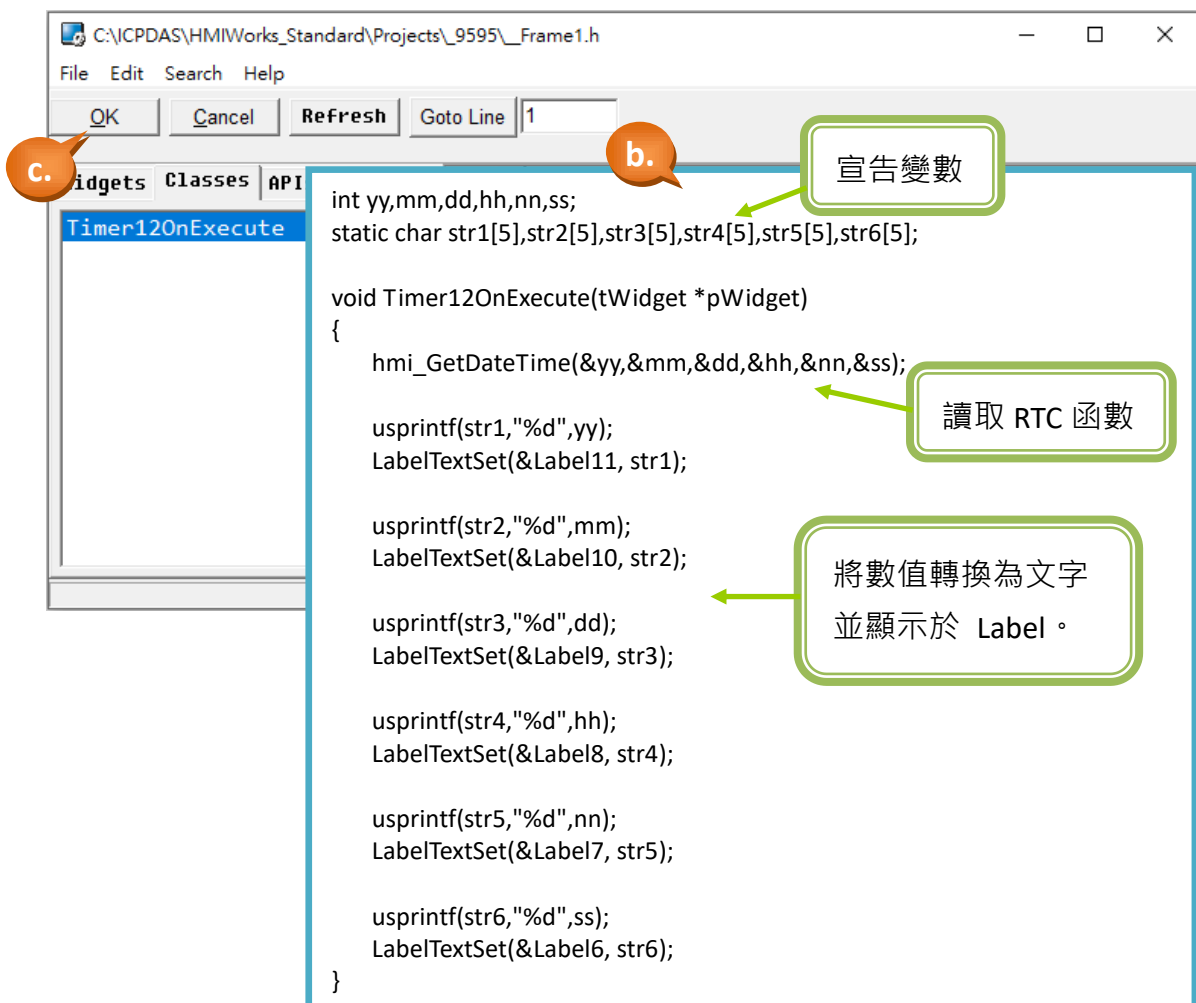 C:\ICPDAS\HMIWorks_Standard\Projects\_9595\__Frame1.h
File Edit Search Help
OK Cancel Refresh Goto Line 1
c.
b.
idgets Classes API
Timer12OnExecute
宣告變數
int yy,mm,dd,hh,nn,ss;
static char str1[5],str2[5],str3[5],str4[5],str5[5],str6[5];
void Timer12OnExecute(tWidget *pWidget)
{
hmi_GetDateTime(&yy,&mm,&dd,&hh,&nn,&ss);
讀取 RTC 函數
usprintf(str1,"%d",yy);
LabelTextSet(&Label11, str1);
usprintf(str2,"%d",mm);
LabelTextSet(&Label10, str2);
將數值轉換為文字
並顯示於 Label。
usprintf(str3,"%d",dd);
LabelTextSet(&Label9, str3);
usprintf(str4,"%d",hh);
LabelTextSet(&Label8, str4);
usprintf(str5,"%d",nn);
LabelTextSet(&Label7, str5);
usprintf(str6,"%d",ss);
LabelTextSet(&Label6, str6);
}